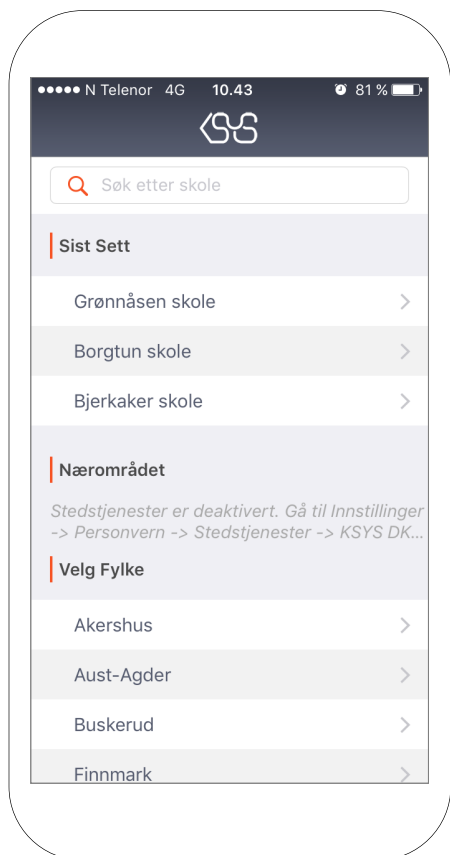 N Telenor 4G 10.43 81 %
KSYS
Søk etter skole
Sist Sett
Grønnåsen skole
Borgtun skole
Bjerkaker skole
Nærområdet
Stedstjenester er deaktivert. Gå til Innstillinger
-> Personvern -> Stedstjenester -> KSYS DK...
Velg Fylke
Akershus
Aust-Agder
Buskerud
Finnmark